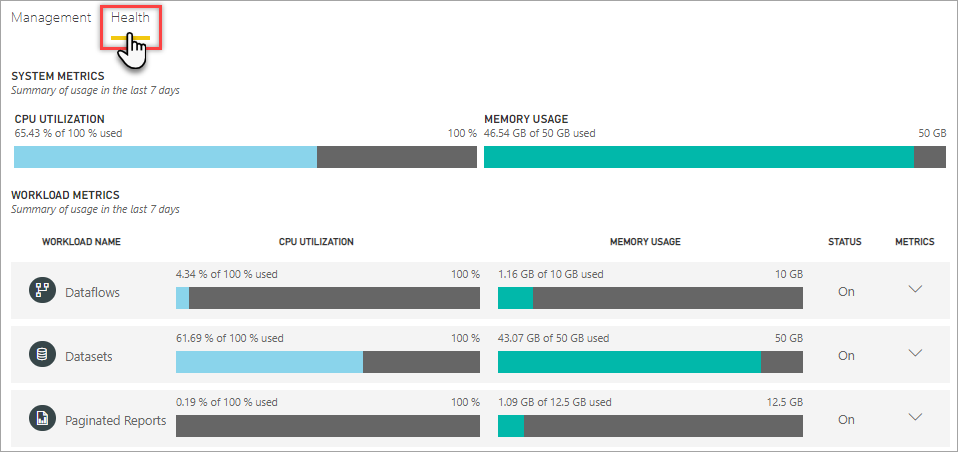 Management Health
SYSTEM METRICS
Summary of usage in the last 7 days
CPU UTILIZATION MEMORY USAGE
65.43 % of 100 % used 100 % 46.54 GB of 50 GB used 50 GB
WORKLOAD METRICS
Summary of usage in the last 7 days
WORKLOAD NAME CPU UTILIZATION MEMORY USAGE STATUS METRICS
4.34 % of 100 % used 100 % 1.16 GB of 10 GB used 10 GB
Dataflows On
61.69 % of 100 % used 100 % 43.07 GB of 50 GB used 50 GB
Datasets On
0.19 % of 100 % used 100 % 1.09 GB of 12.5 GB used 12.5 GB
Paginated Reports On